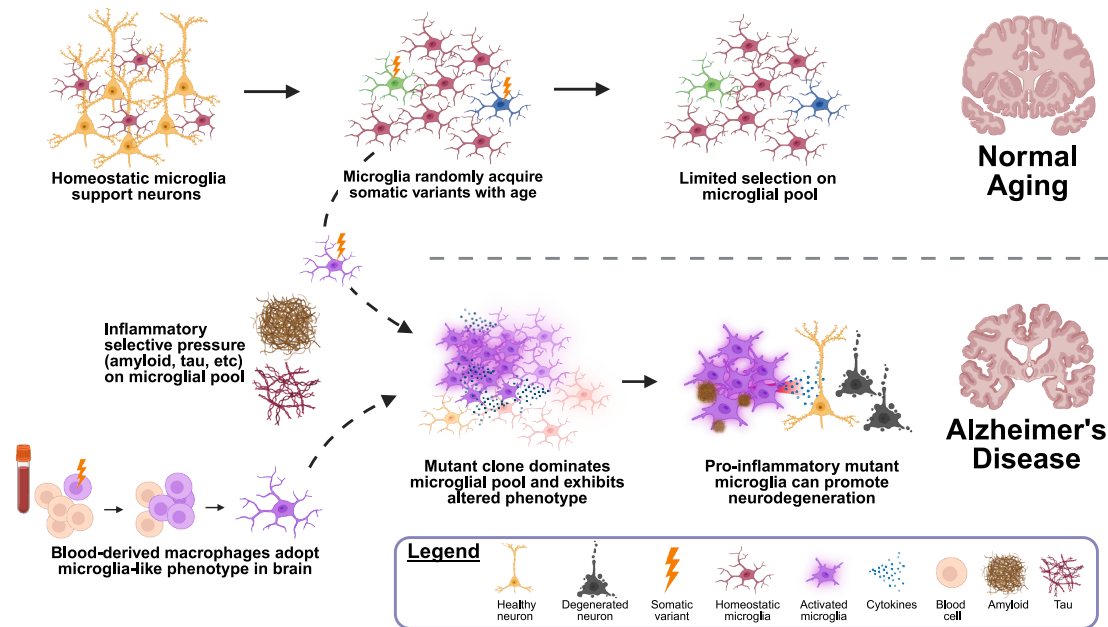 Homeostatic microglia
support neurons
Microglia randomly acquire
somatic variants with age
Limited selection on
microglial pool
Normal
Aging
Inflammatory
selective pressure
(amyloid, tau, etc)
on microglial pool
Mutant clone dominates
microglial pool and exhibits
altered phenotype
Pro-inflammatory mutant
microglia can promote
neurodegeneration
Alzheimer's
Disease
Blood-derived macrophages adopt
microglia-like phenotype in brain
Legend
Healthy
neuron
Degenerated
neuron
Somatic
variant
Homeostatic
microglia
Activated
microglia
Cytokines
Blood
cell
Amyloid
Tau